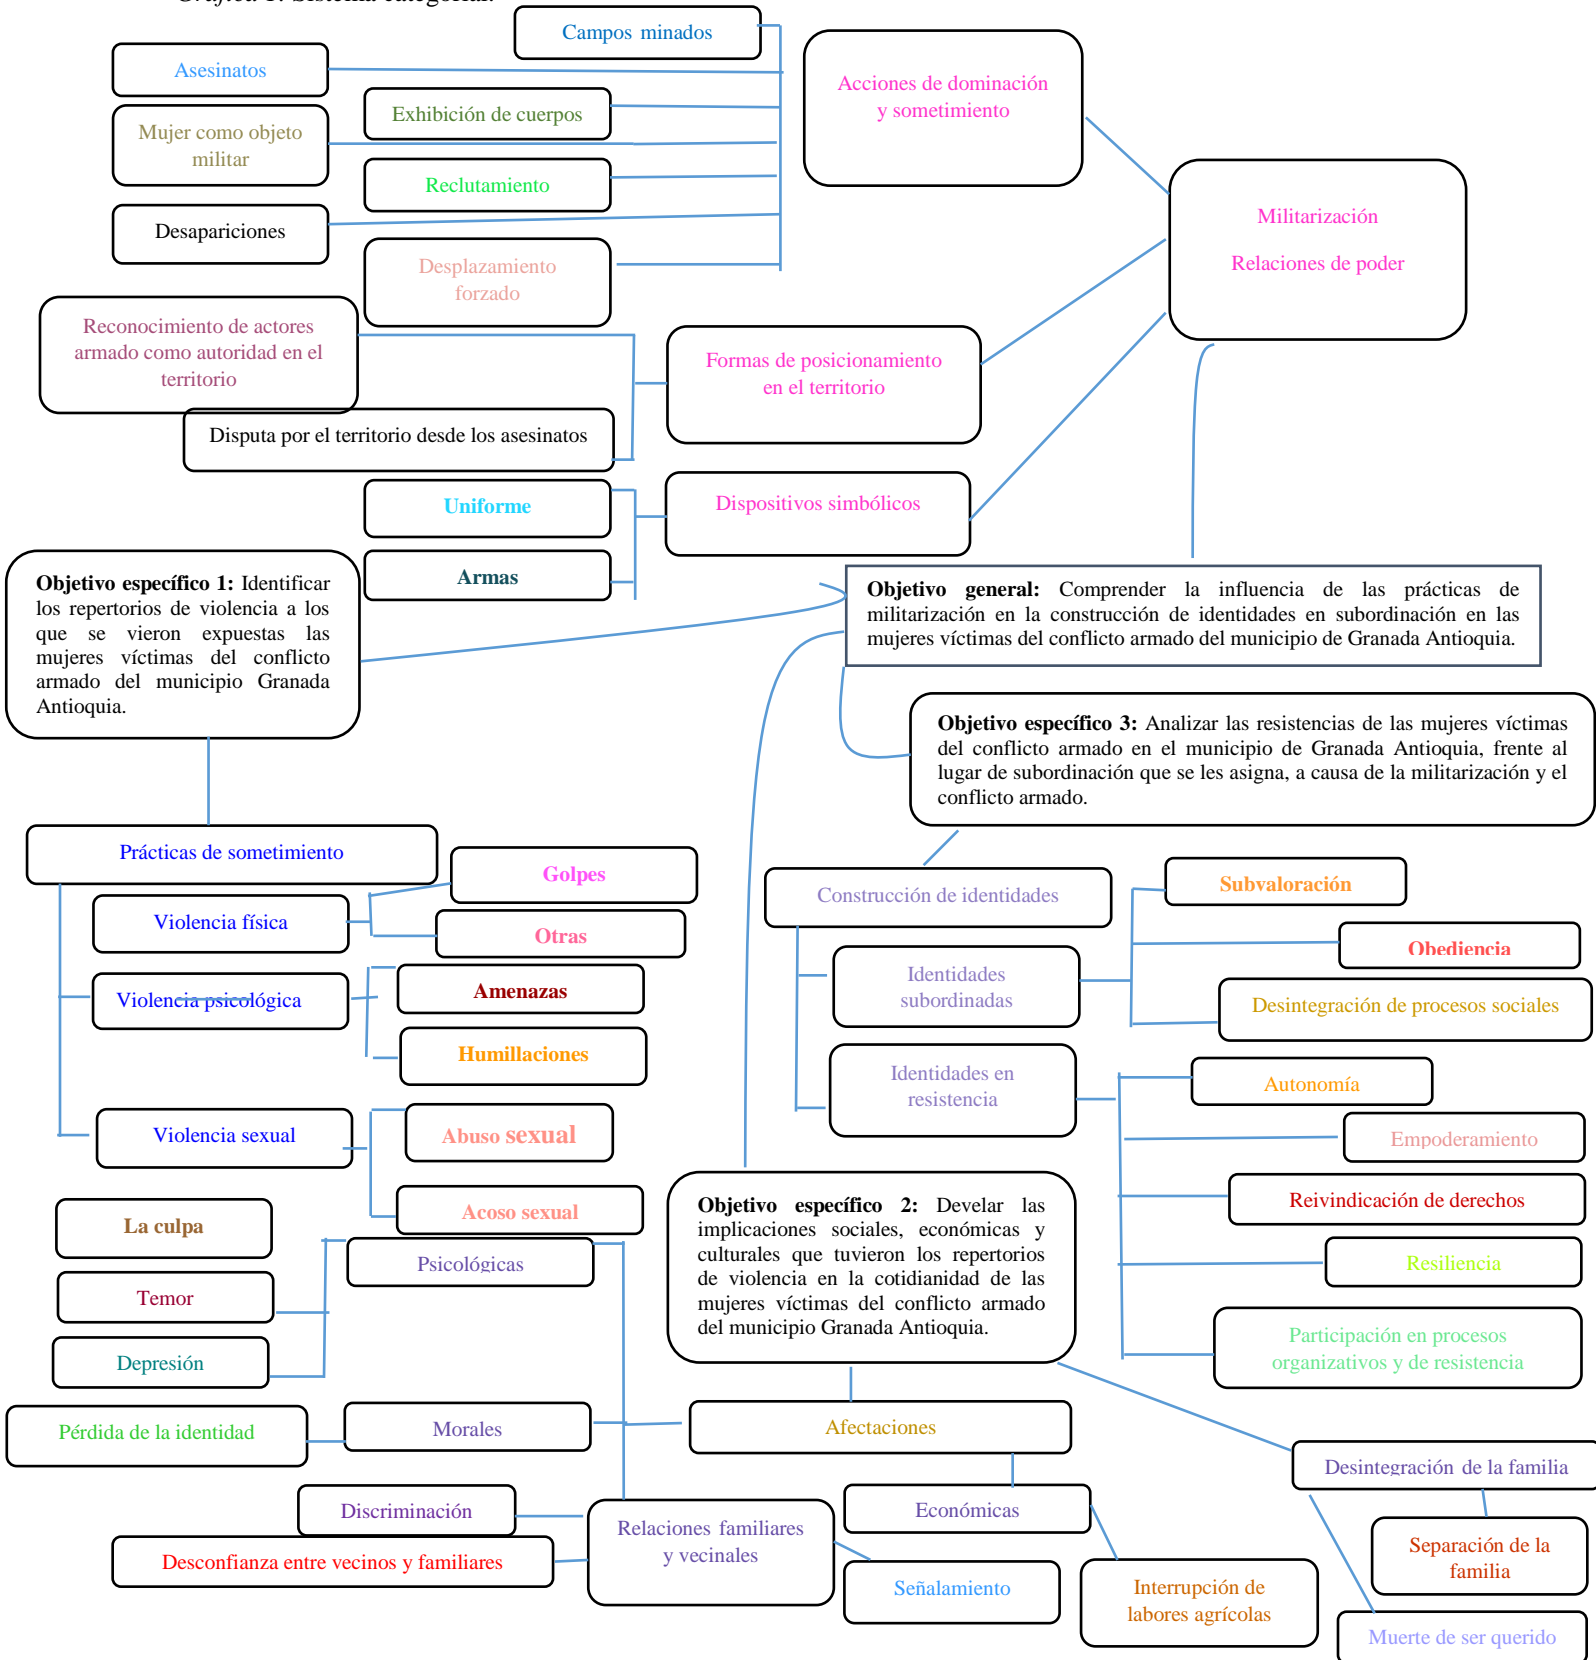 Gráfica 1. Sistema categorial.
Campos minados
Asesinatos
Acciones de dominación
y sometimiento
Exhibición de cuerpos
Mujer como objeto
militar
Reclutamiento
Desapariciones
Militarización
Relaciones de poder
Desplazamiento
forzado
Reconocimiento de actores
armado como autoridad en el
territorio
Formas de posicionamiento
en el territorio
Disputa por el territorio desde los asesinatos
Uniforme
Dispositivos simbólicos
Armas
Objetivo específico 1: Identificar
los repertorios de violencia a los
que se vieron expuestas las
mujeres víctimas del conflicto
armado del municipio Granada
Antioquia.
Objetivo general: Comprender la influencia de las prácticas de
militarización en la construcción de identidades en subordinación en las
mujeres víctimas del conflicto armado del municipio de Granada Antioquia.
Objetivo específico 3: Analizar las resistencias de las mujeres víctimas
del conflicto armado en el municipio de Granada Antioquia, frente al
lugar de subordinación que se les asigna, a causa de la militarización y el
conflicto armado.
Prácticas de sometimiento
Golpes
Violencia física
Otras
Violencia psicológica
Amenazas
Humillaciones
Violencia sexual
Abuso sexual
Acoso sexual
Construcción de identidades
Subvaloración
Obediencia
Identidades
subordinadas
Desintegración de procesos sociales
Identidades en
resistencia
Autonomía
Empoderamiento
Reivindicación de derechos
Resiliencia
Participación en procesos
organizativos y de resistencia
Objetivo específico 2: Develar las
implicaciones sociales, económicas y
culturales que tuvieron los repertorios
de violencia en la cotidianidad de las
mujeres víctimas del conflicto armado
del municipio Granada Antioquia.
La culpa
Psicológicas
Temor
Depresión
Pérdida de la identidad
Morales
Afectaciones
Desintegración de la familia
Discriminación
Relaciones familiares
y vecinales
Económicas
Desconfianza entre vecinos y familiares
Señalamiento
Interrupción de
labores agrícolas
Separación de la
familia
Muerte de ser querido